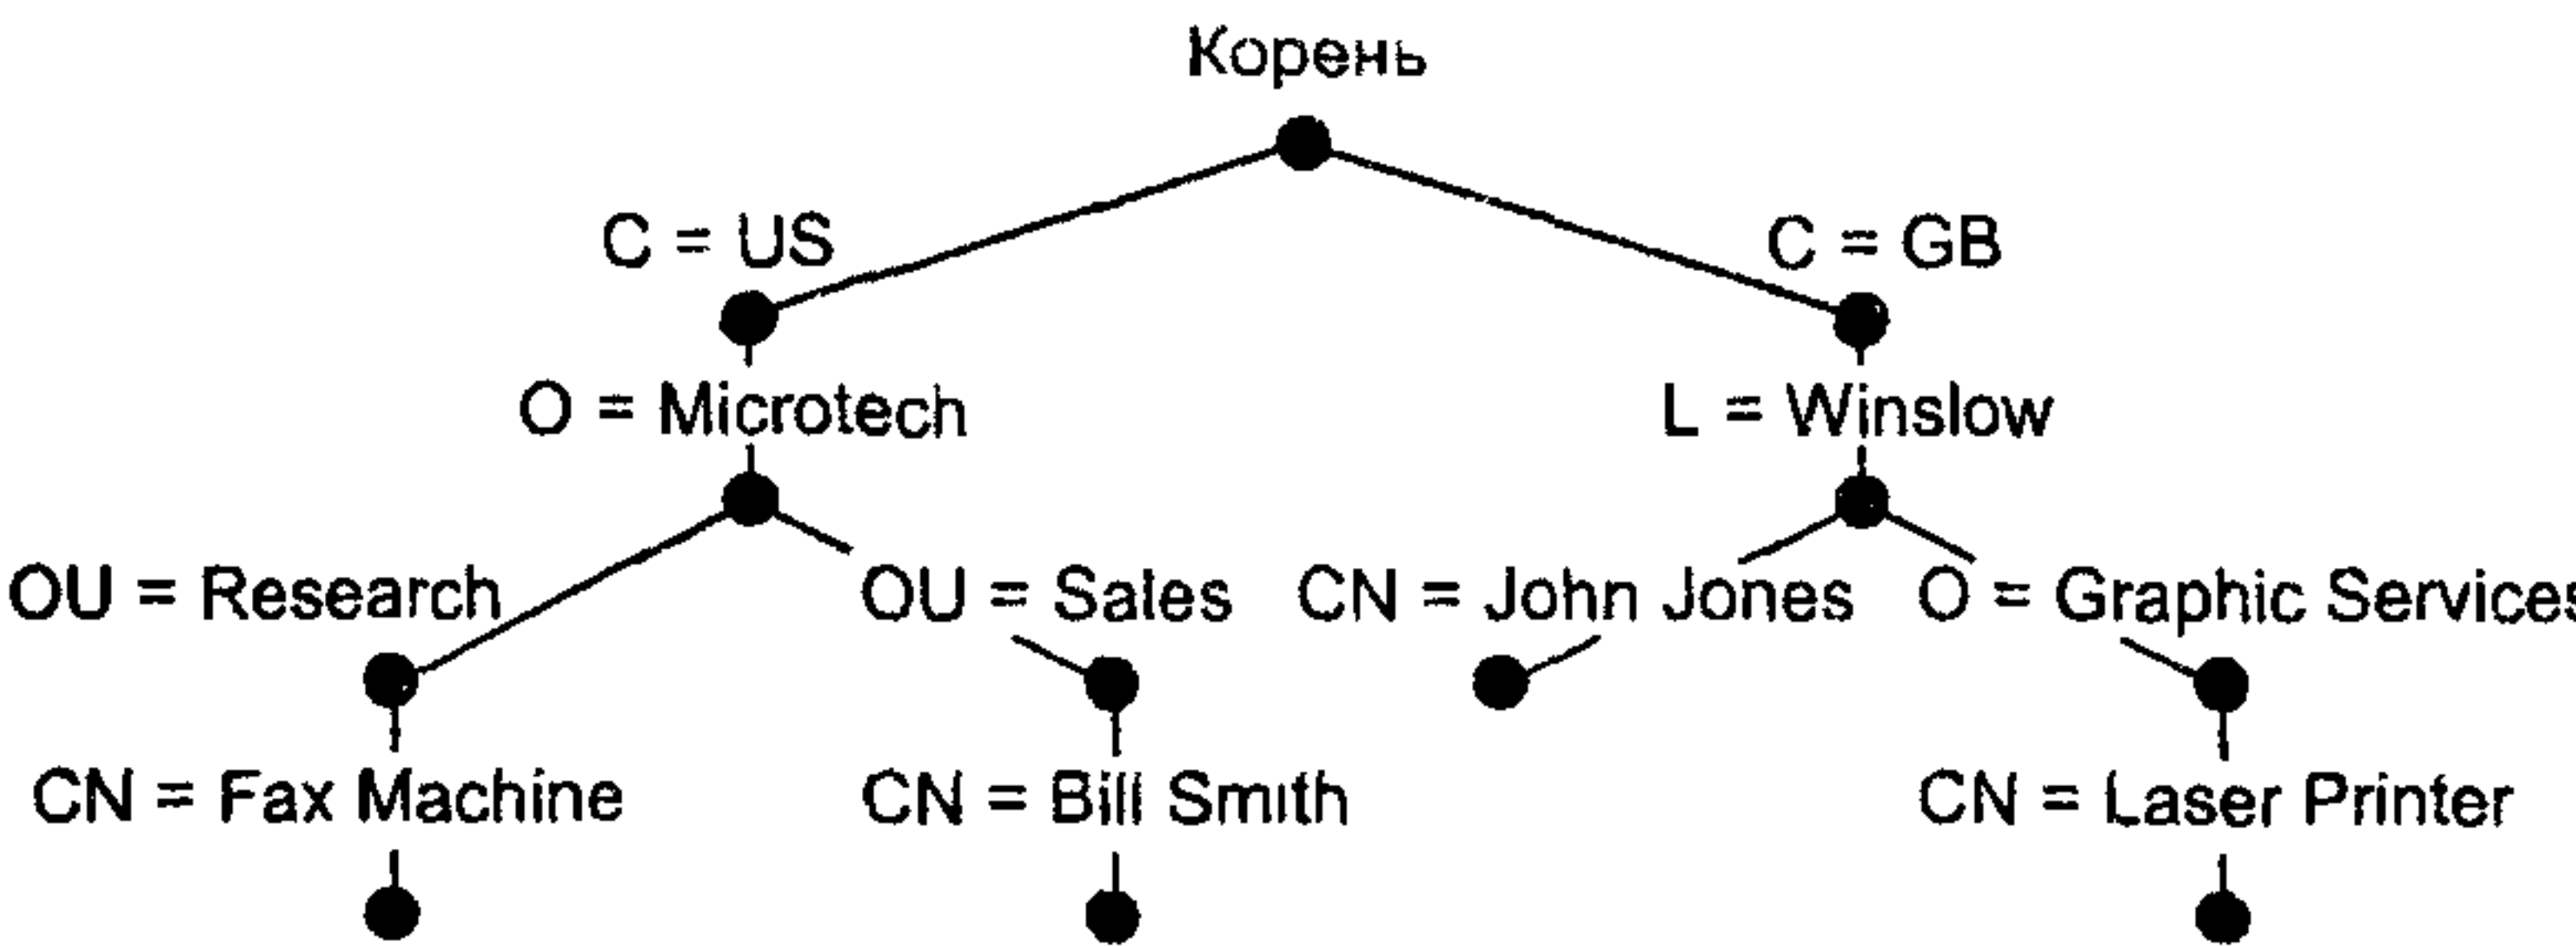 Корень
C = US C = GB
O = Microtech L = Winslow
OU = Research OU = Sales CN = John Jones O = Graphic Services
CN = Fax Machine CN = Bill Smith CN = Laser Printer